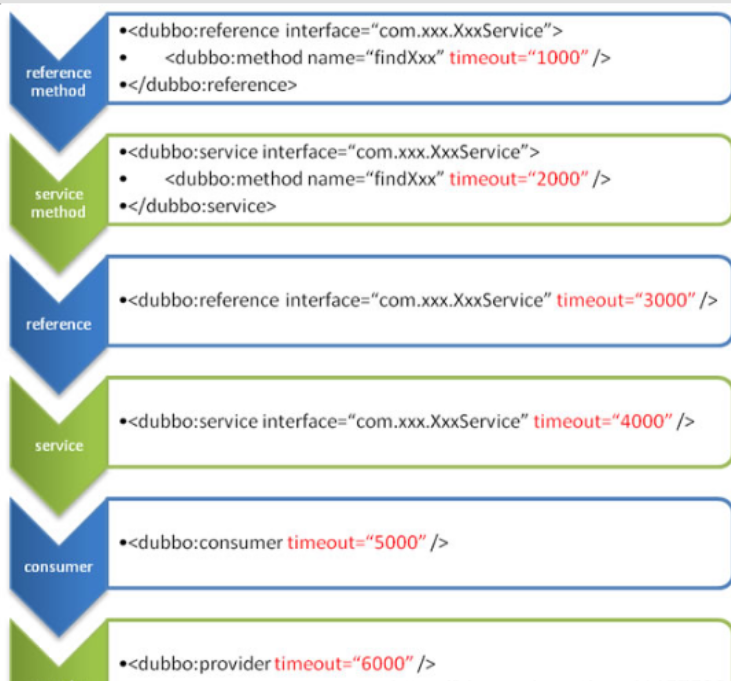 reference
method
•<dubbo:reference interface=“com.xxx.XxxService”>
• <dubbo:method name=“findXxx” timeout=“1000” />
•</dubbo:reference>
service
method
•<dubbo:service interface=“com.xxx.XxxService”>
• <dubbo:method name=“findXxx” timeout=“2000” />
•</dubbo:service>
reference
•<dubbo:reference interface=“com.xxx.XxxService” timeout=“3000” />
service
•<dubbo:service interface=“com.xxx.XxxService” timeout=“4000” />
consumer
•<dubbo:consumer timeout=“5000” />
•<dubbo:provider timeout=“6000” />